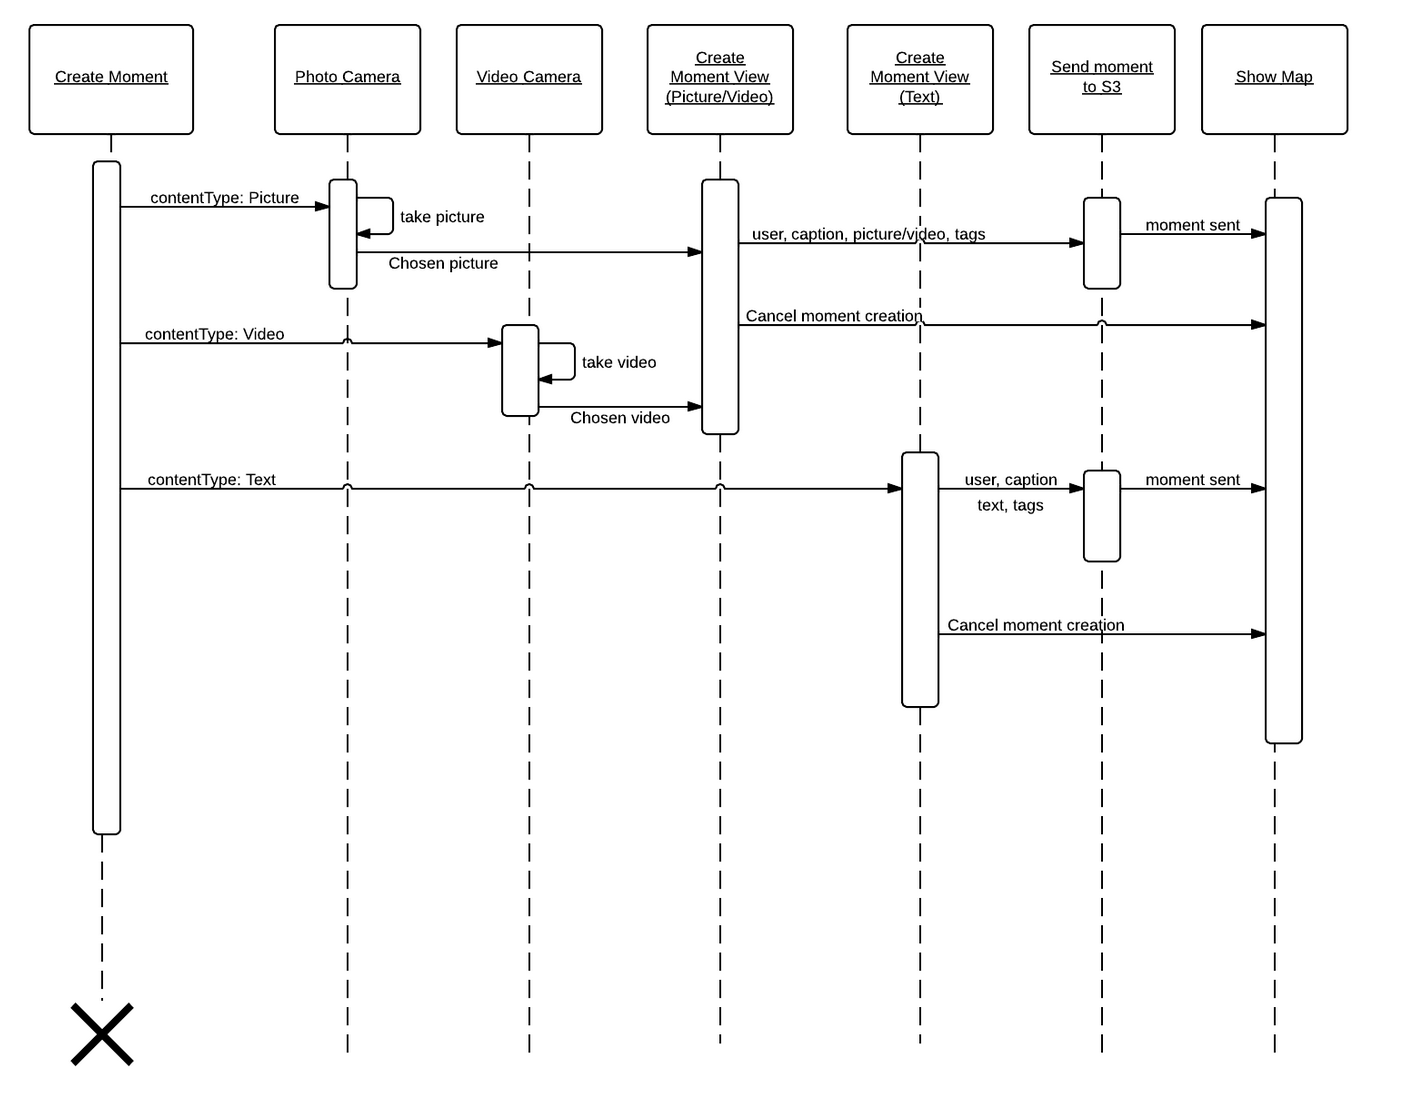 Create Moment
Photo Camera
Video Camera
Create
Moment View
(Picture/Video)
Create
Moment View
(Text)
Send moment
to S3
Show Map
contentType: Picture
take picture
Chosen picture
user, caption, picture/video, tags
moment sent
Cancel moment creation
contentType: Video
take video
Chosen video
contentType: Text
user, caption
text, tags
moment sent
Cancel moment creation